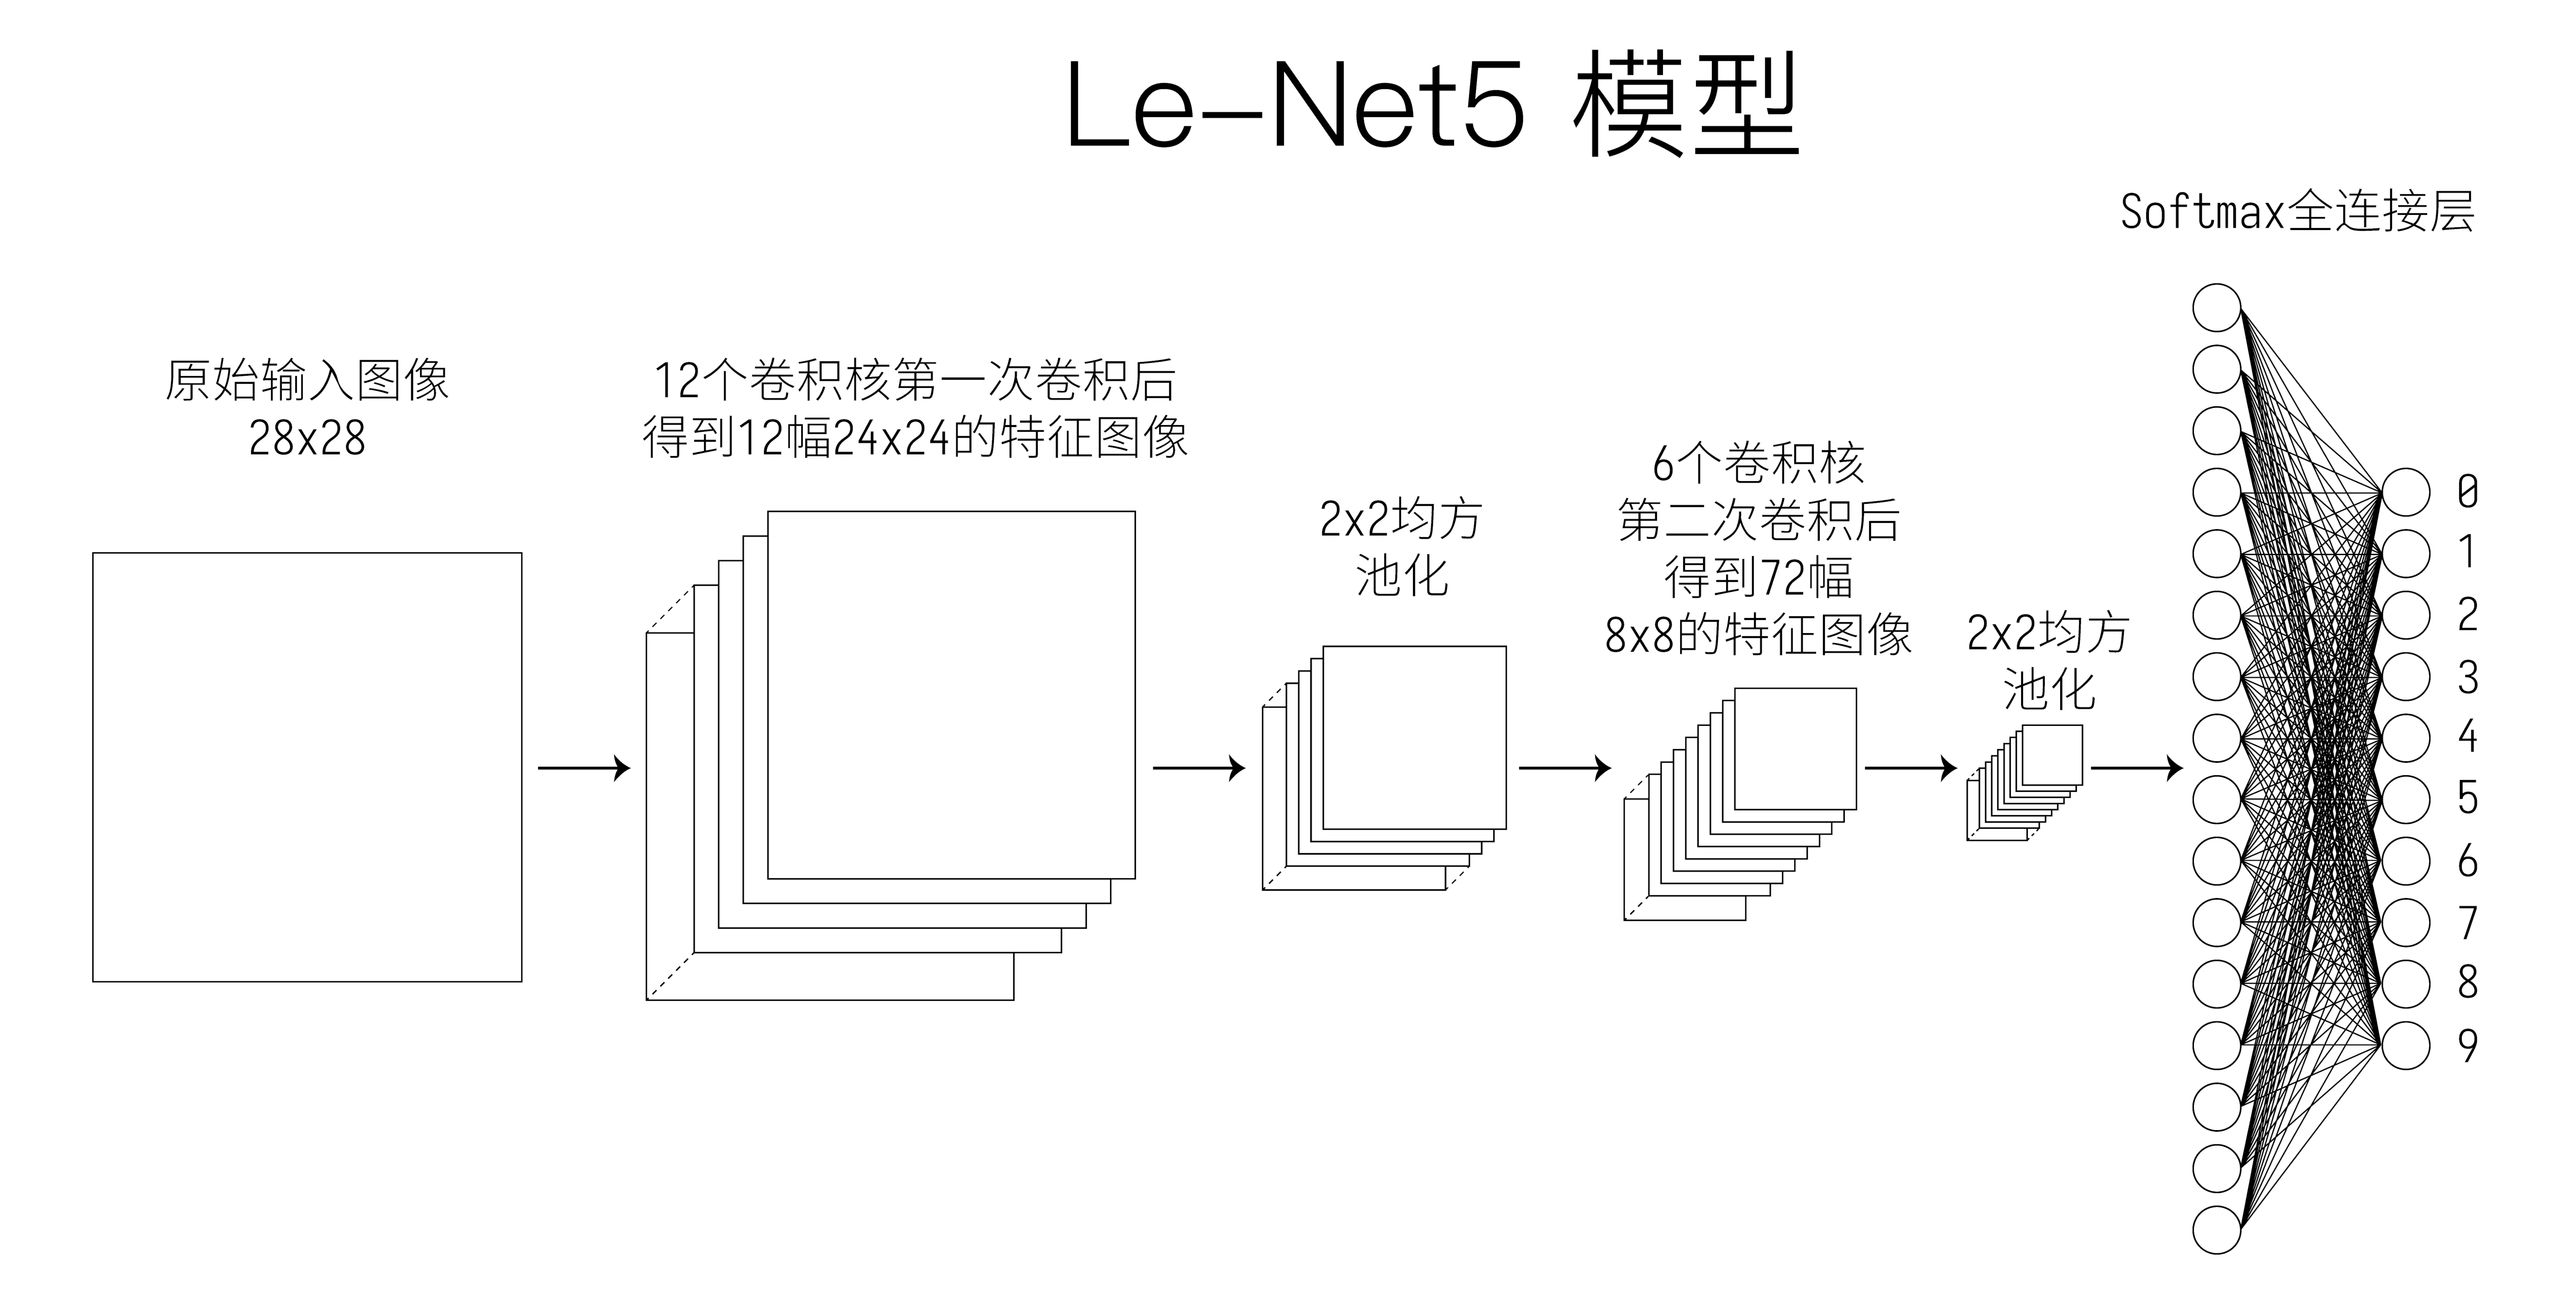 Le-Net5 模型
Softmax全连接层
原始输入图像
28x28
12个卷积核第一次卷积后
得到12幅24x24的特征图像
2x2均方
池化
6个卷积核
第二次卷积后
得到72幅
8x8的特征图像
2x2均方
池化
0
1
2
3
4
5
6
7
8
9